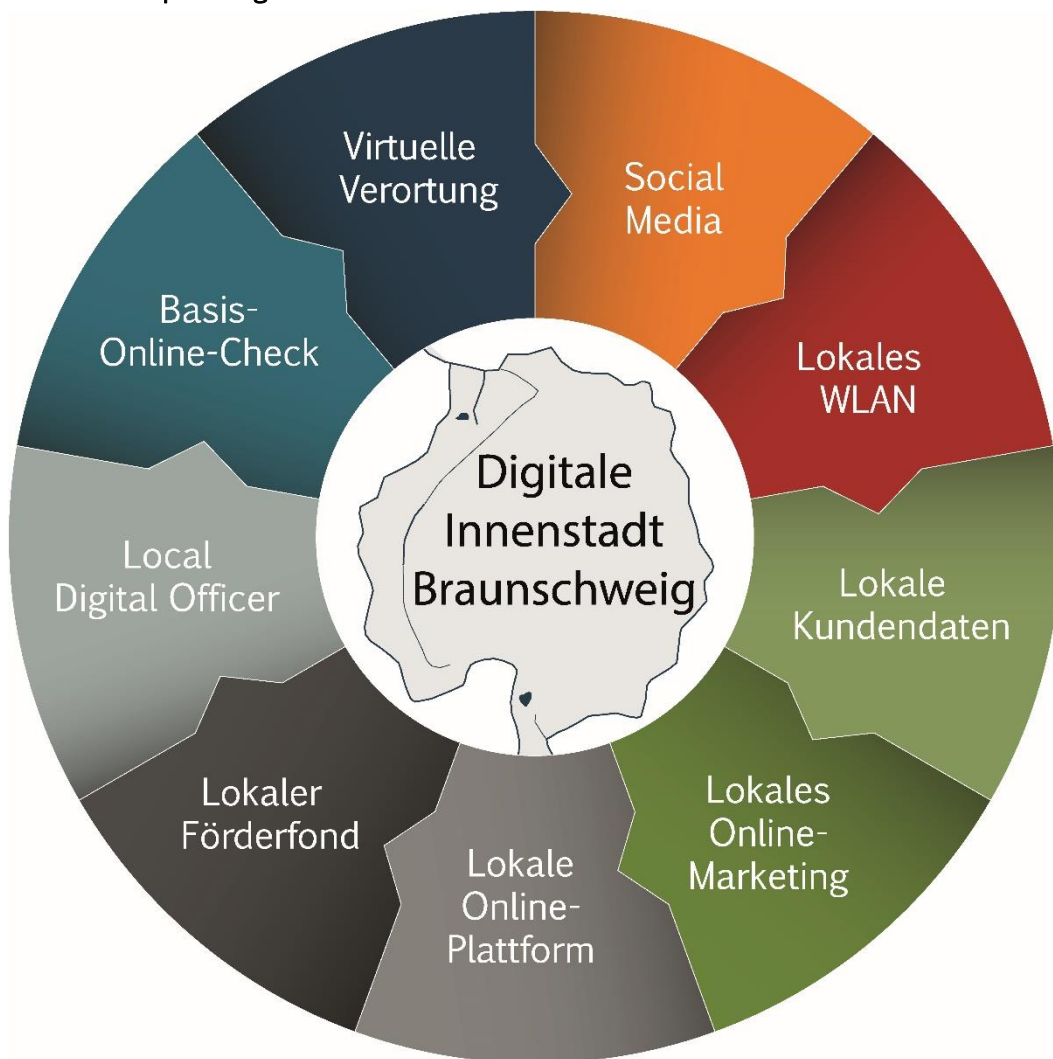 Virtuelle
Verortung
Social
Media
Lokales
WLAN
Lokale
Kundendaten
Lokales
Online-
Marketing
Lokale
Online-
Plattform
Lokaler
Förderfond
Local
Digital Officer
Basis-
Online-Check
Digitale
Innenstadt
Braunschweig